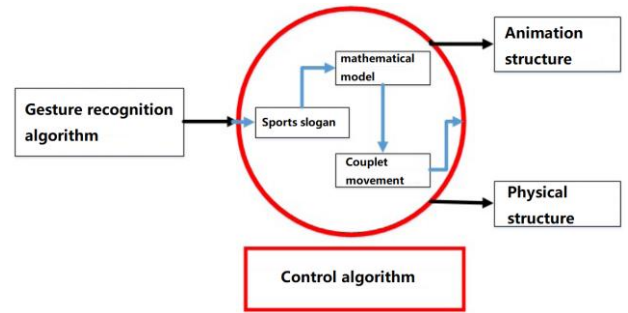 Gesture recognition
algorithm
Sports slogan
mathematical
model
Couplet
movement
Animation
structure
Physical
structure
Control algorithm